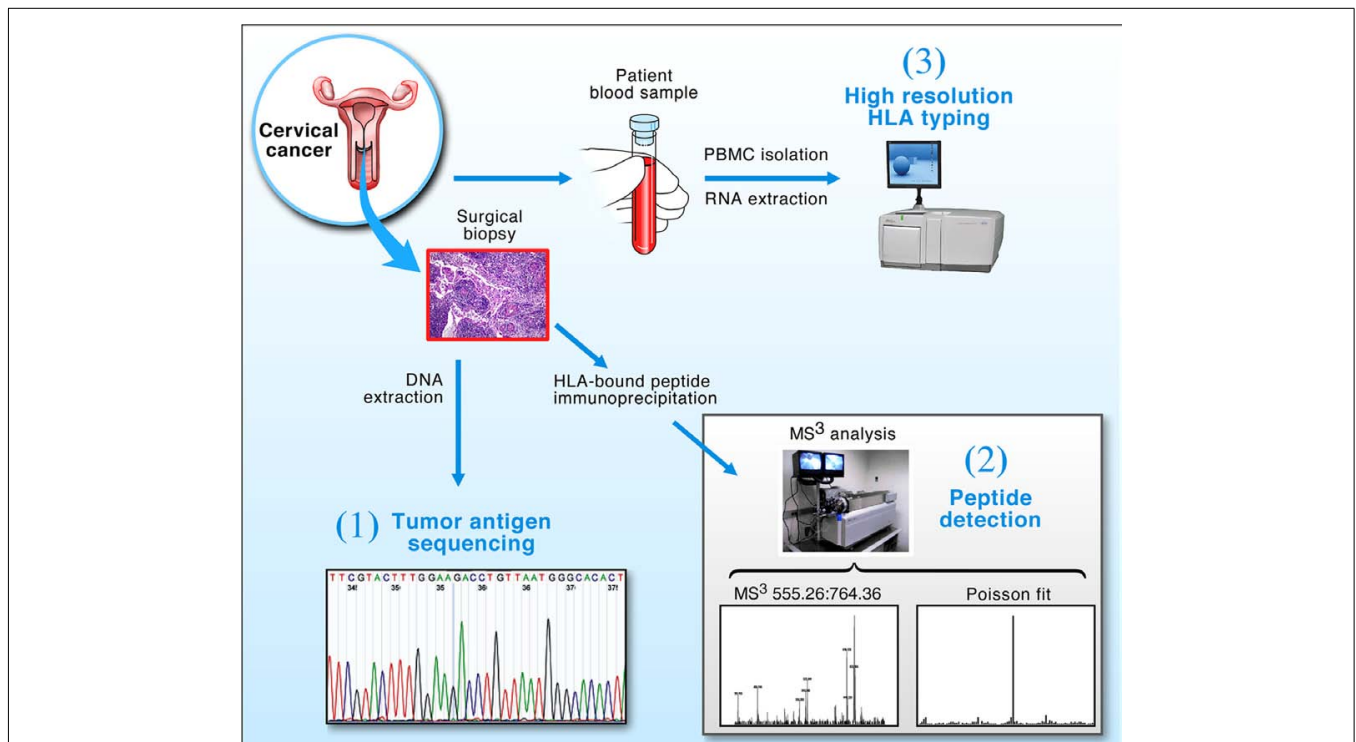 Cervical
cancer
Patient
blood sample
(3)
High resolution
HLA typing
PBMC isolation
RNA extraction
Surgical
biopsy
DNA
extraction
HLA-bound peptide
immunoprecipitation
MS³ analysis
(2)
Peptide
detection
(1) Tumor antigen
sequencing
TTCGTACTTTGGAAGACCTGTTAATGGGCACACT
MS³ 555.26:764.36
Poisson fit